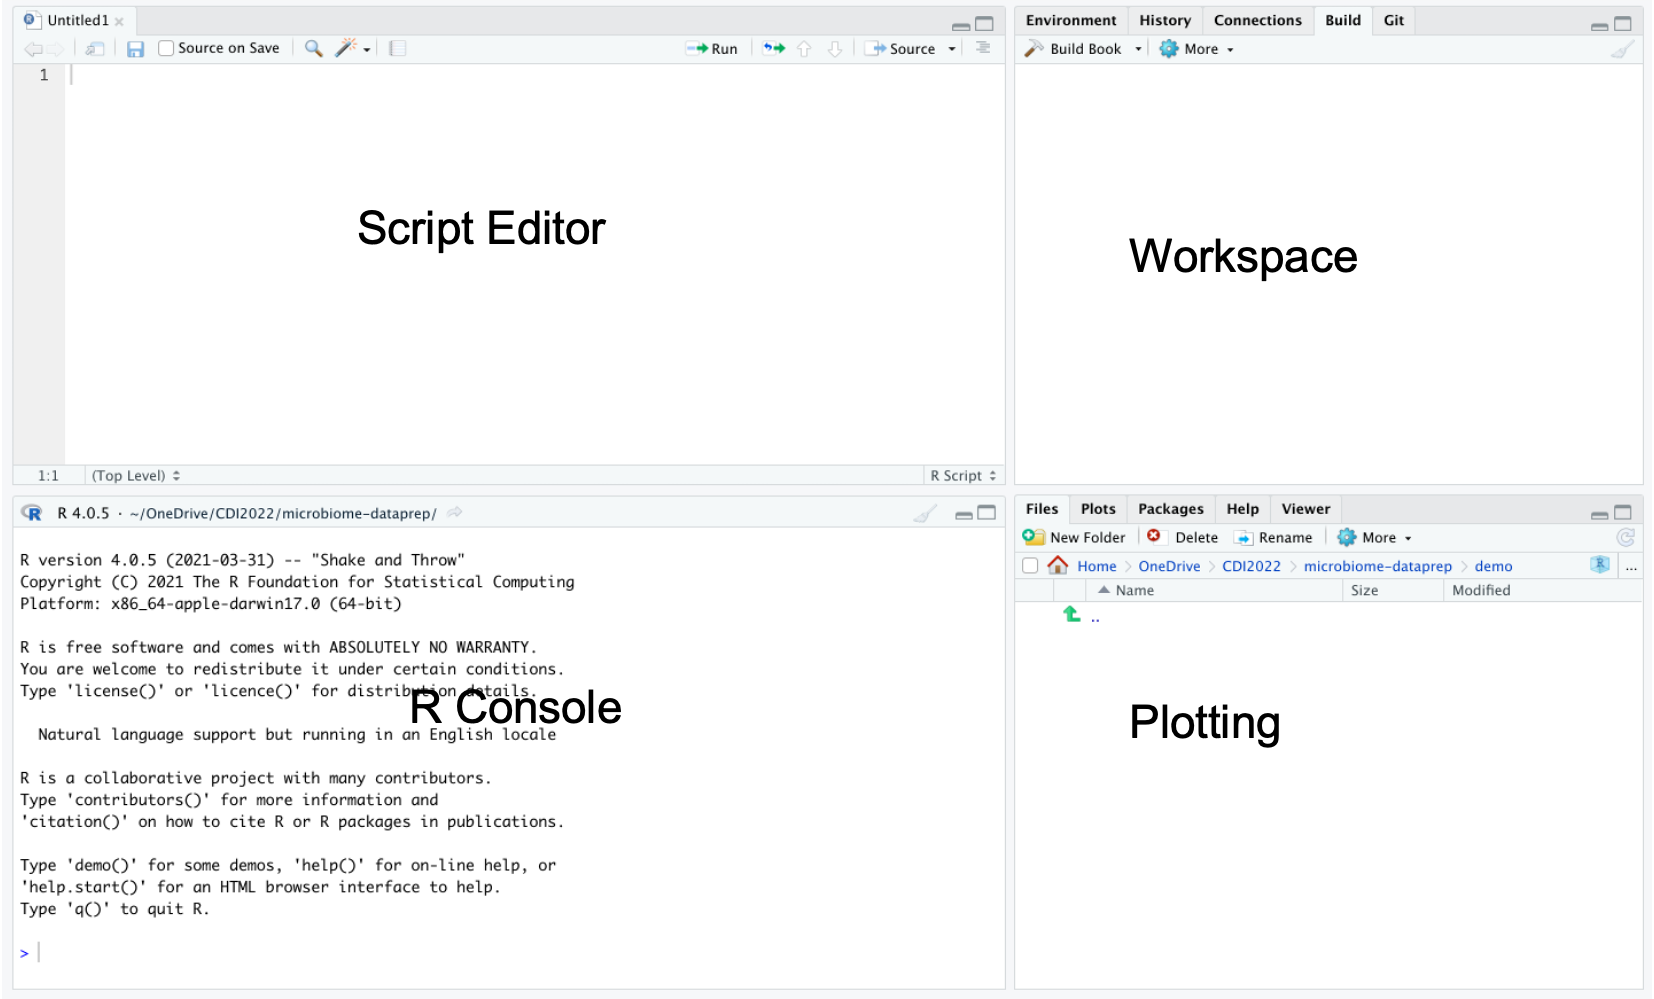 Untitled1
Source on Save
Run
Source
1
Script Editor
1:1
(Top Level)
R Script
Environment
History
Connections
Build
Git
Build Book
More
Workspace
R 4.0.5 · ~/OneDrive/CDI2022/microbiome-dataprep/
R version 4.0.5 (2021-03-31) -- "Shake and Throw"
Copyright (C) 2021 The R Foundation for Statistical Computing
Platform: x86_64-apple-darwin17.0 (64-bit)
R is free software and comes with ABSOLUTELY NO WARRANTY.
You are welcome to redistribute it under certain conditions.
Type 'license()' or 'licence()' for distribution details.
R Console
Natural language support but running in an English locale
R is a collaborative project with many contributors.
Type 'contributors()' for more information and
'citation()' on how to cite R or R packages in publications.
Type 'demo()' for some demos, 'help()' for on-line help, or
'help.start()' for an HTML browser interface to help.
Type 'q()' to quit R.
>
Files
Plots
Packages
Help
Viewer
New Folder
Delete
Rename
More
Home > OneDrive > CDI2022 > microbiome-dataprep > demo
...
Name
Size
Modified
..
Plotting